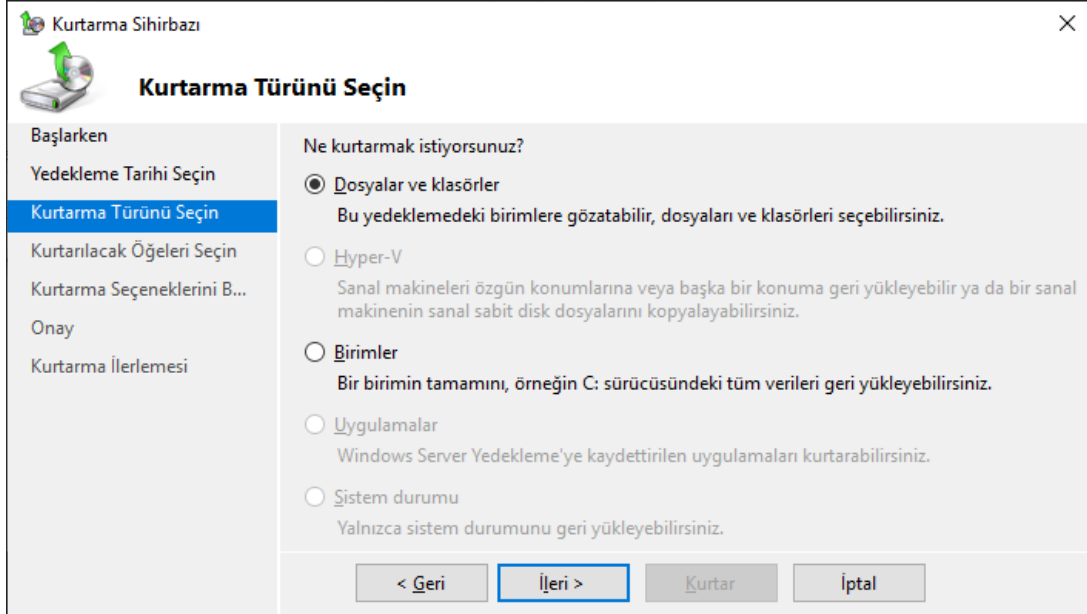 Kurtarma Sihirbazı
Kurtarma Türünü Seçin
Başlarken
Yedekleme Tarihi Seçin
Kurtarma Türünü Seçin
Kurtarılacak Öğeleri Seçin
Kurtarma Seçeneklerini B...
Onay
Kurtarma İlerlemesi
Ne kurtarmak istiyorsunuz?
Dosyalar ve klasörler
Bu yedeklemedeki birimlere gözatabilir, dosyaları ve klasörleri seçebilirsiniz.
Hyper-V
Sanal makineleri özgün konumlarına veya başka bir konuma geri yükleyebilir ya da bir sanal
makinenin sanal sabit disk dosyalarını kopyalayabilirsiniz.
Birimler
Bir birimin tamamını, örneğin C: sürücüsündeki tüm verileri geri yükleyebilirsiniz.
Uygulamalar
Windows Server Yedekleme'ye kaydettirilen uygulamaları kurtarabilirsiniz.
Sistem durumu
Yalnızca sistem durumunu geri yükleyebilirsiniz.
< Geri
İleri >
Kurtar
İptal